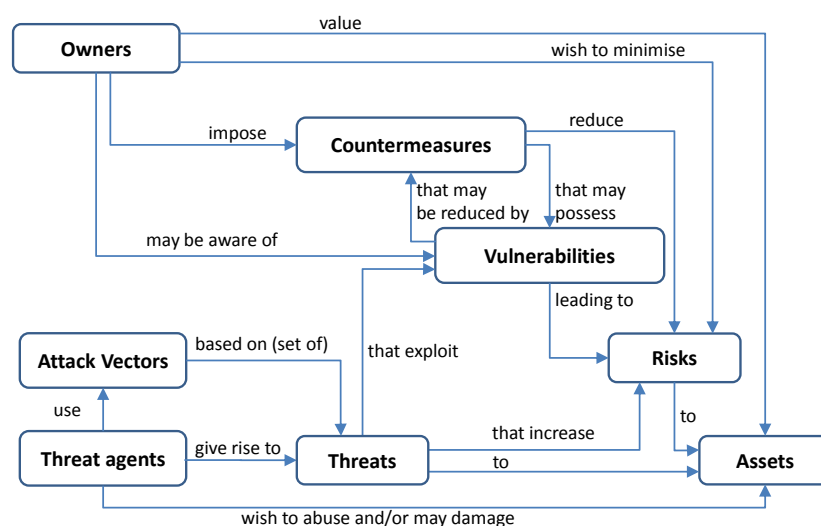 value
Owners
wish to minimise
reduce
impose
Countermeasures
that may
be reduced by
that may
possess
may be aware of
Vulnerabilities
leading to
based on (set of)
that exploit
Attack Vectors
Risks
use
to
that increase
give rise to
Threat agents
Threats
to
Assets
wish to abuse and/or may damage